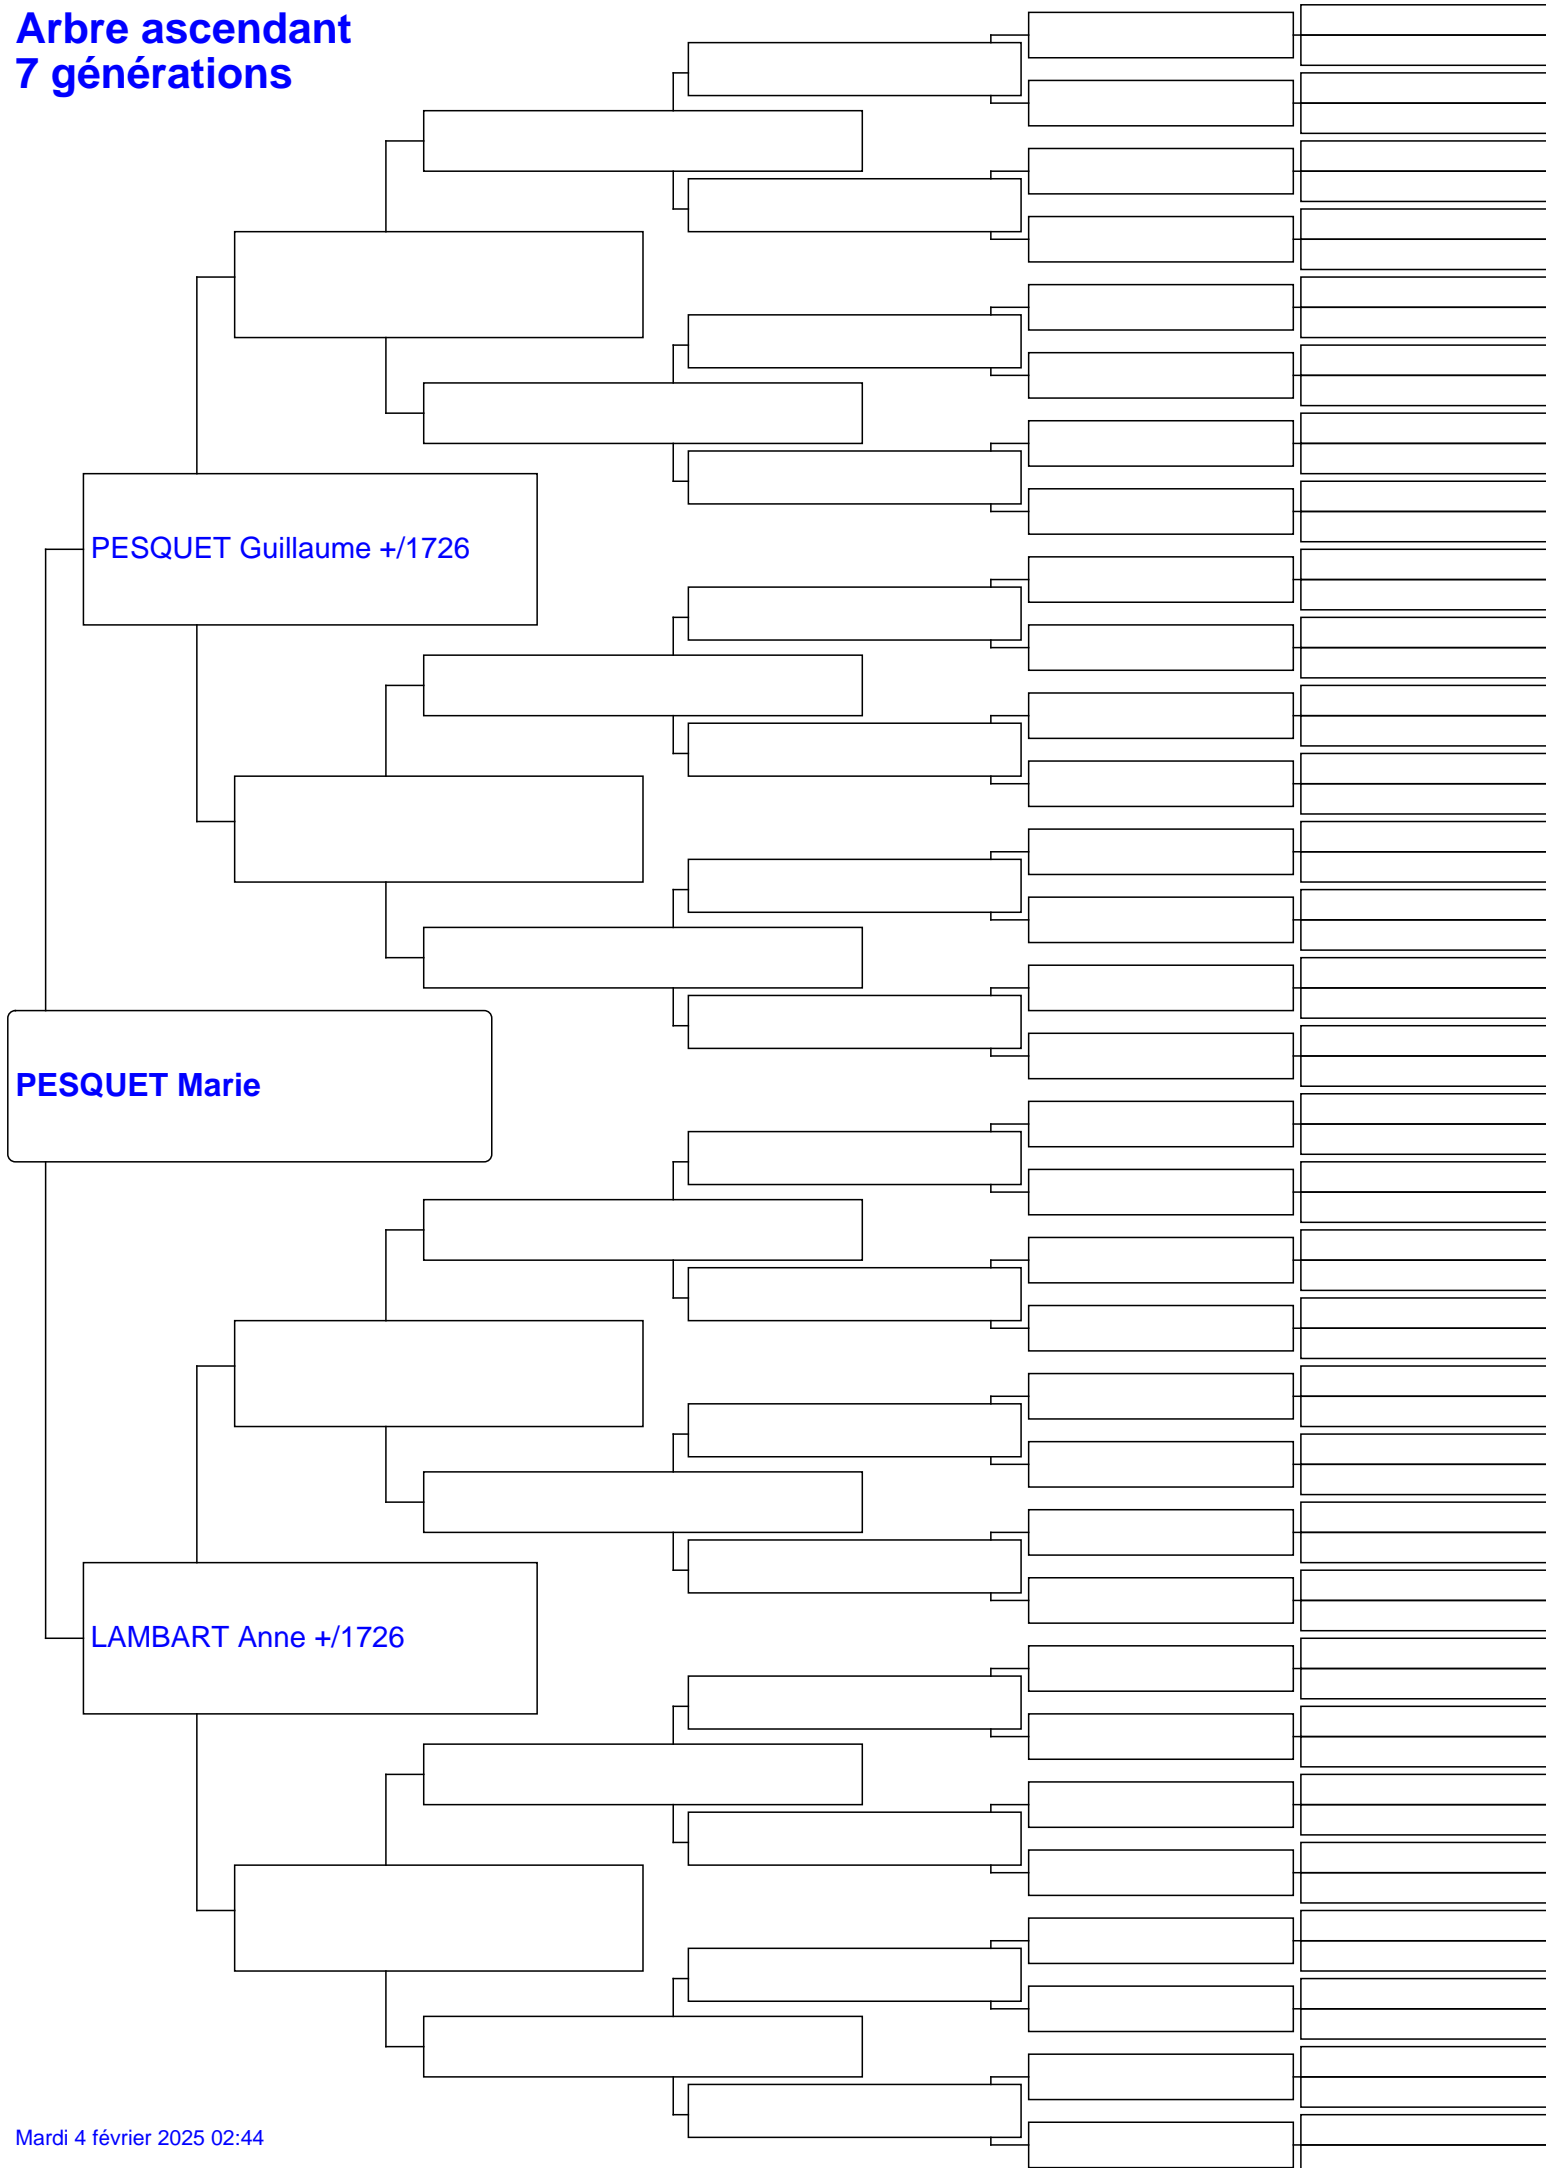 Arbre ascendant
7 générations
PESQUET Guillaume +/1726
PESQUET Marie
LAMBART Anne +/1726
Mardi 4 février 2025 02:44